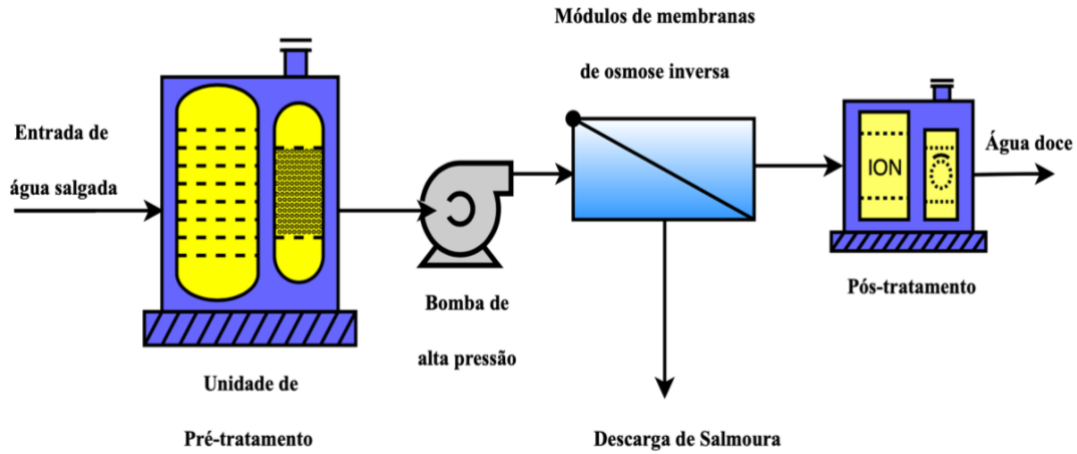 Módulos de membranas
de osmose inversa
Entrada de
água salgada
ION
Água doce
Bomba de
alta pressão
Pós-tratamento
Unidade de
Pré-tratamento
Descarga de Salmoura